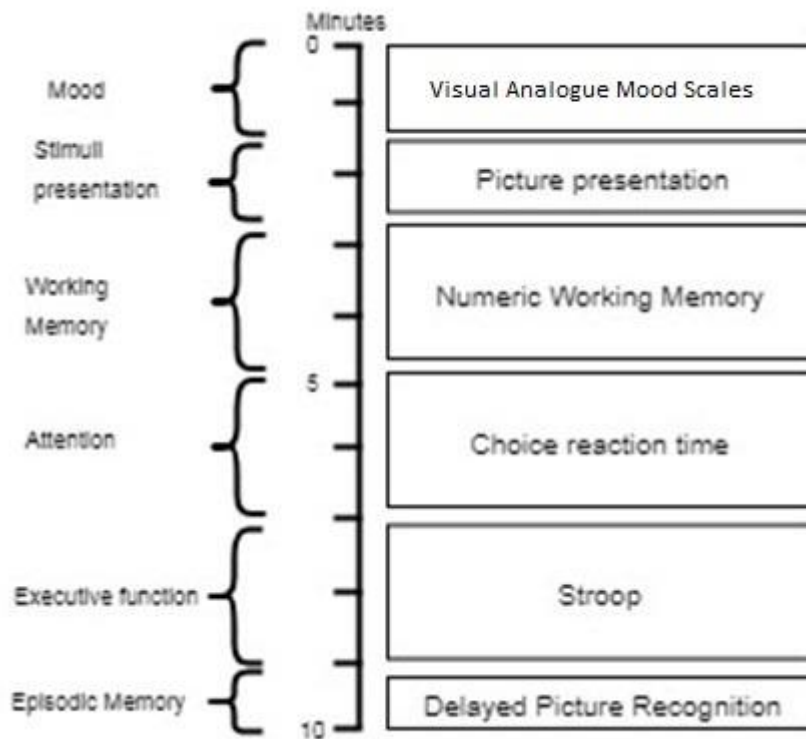 Minutes
0
Mood
Visual Analogue Mood Scales
Stimuli
presentation
Picture presentation
Working
Memory
Numeric Working Memory
5
Attention
Choice reaction time
Executive function
Stroop
Episodic Memory
Delayed Picture Recognition
10